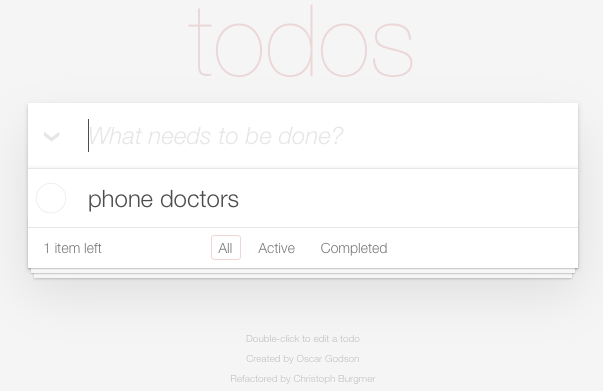 todos
What needs to be done?
phone doctors
1 item left All Active Completed
Double-click to edit a todo
Created by Oscar Godson
Refactored by Christoph Burgmer